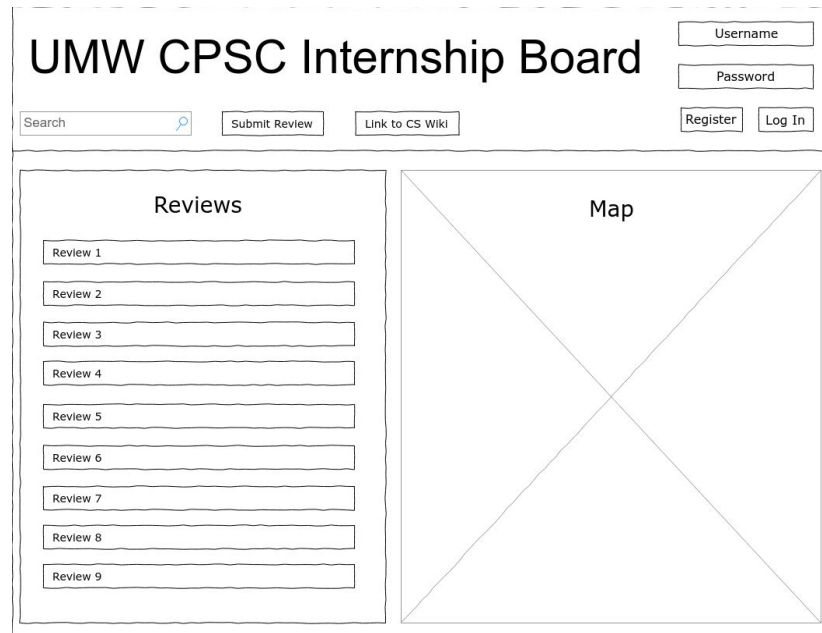 UMW CPSC Internship Board
Username
Password
Search
Submit Review
Link to CS Wiki
Register
Log In
Reviews
Review 1
Review 2
Review 3
Review 4
Review 5
Review 6
Review 7
Review 8
Review 9
Map